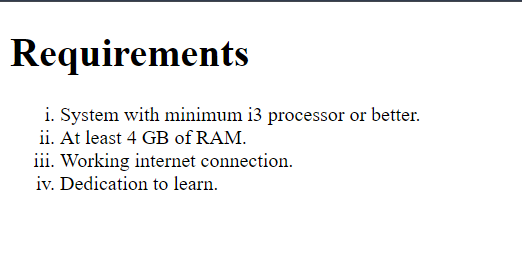 Requirements
i. System with minimum i3 processor or better.
ii. At least 4 GB of RAM.
iii. Working internet connection.
iv. Dedication to learn.